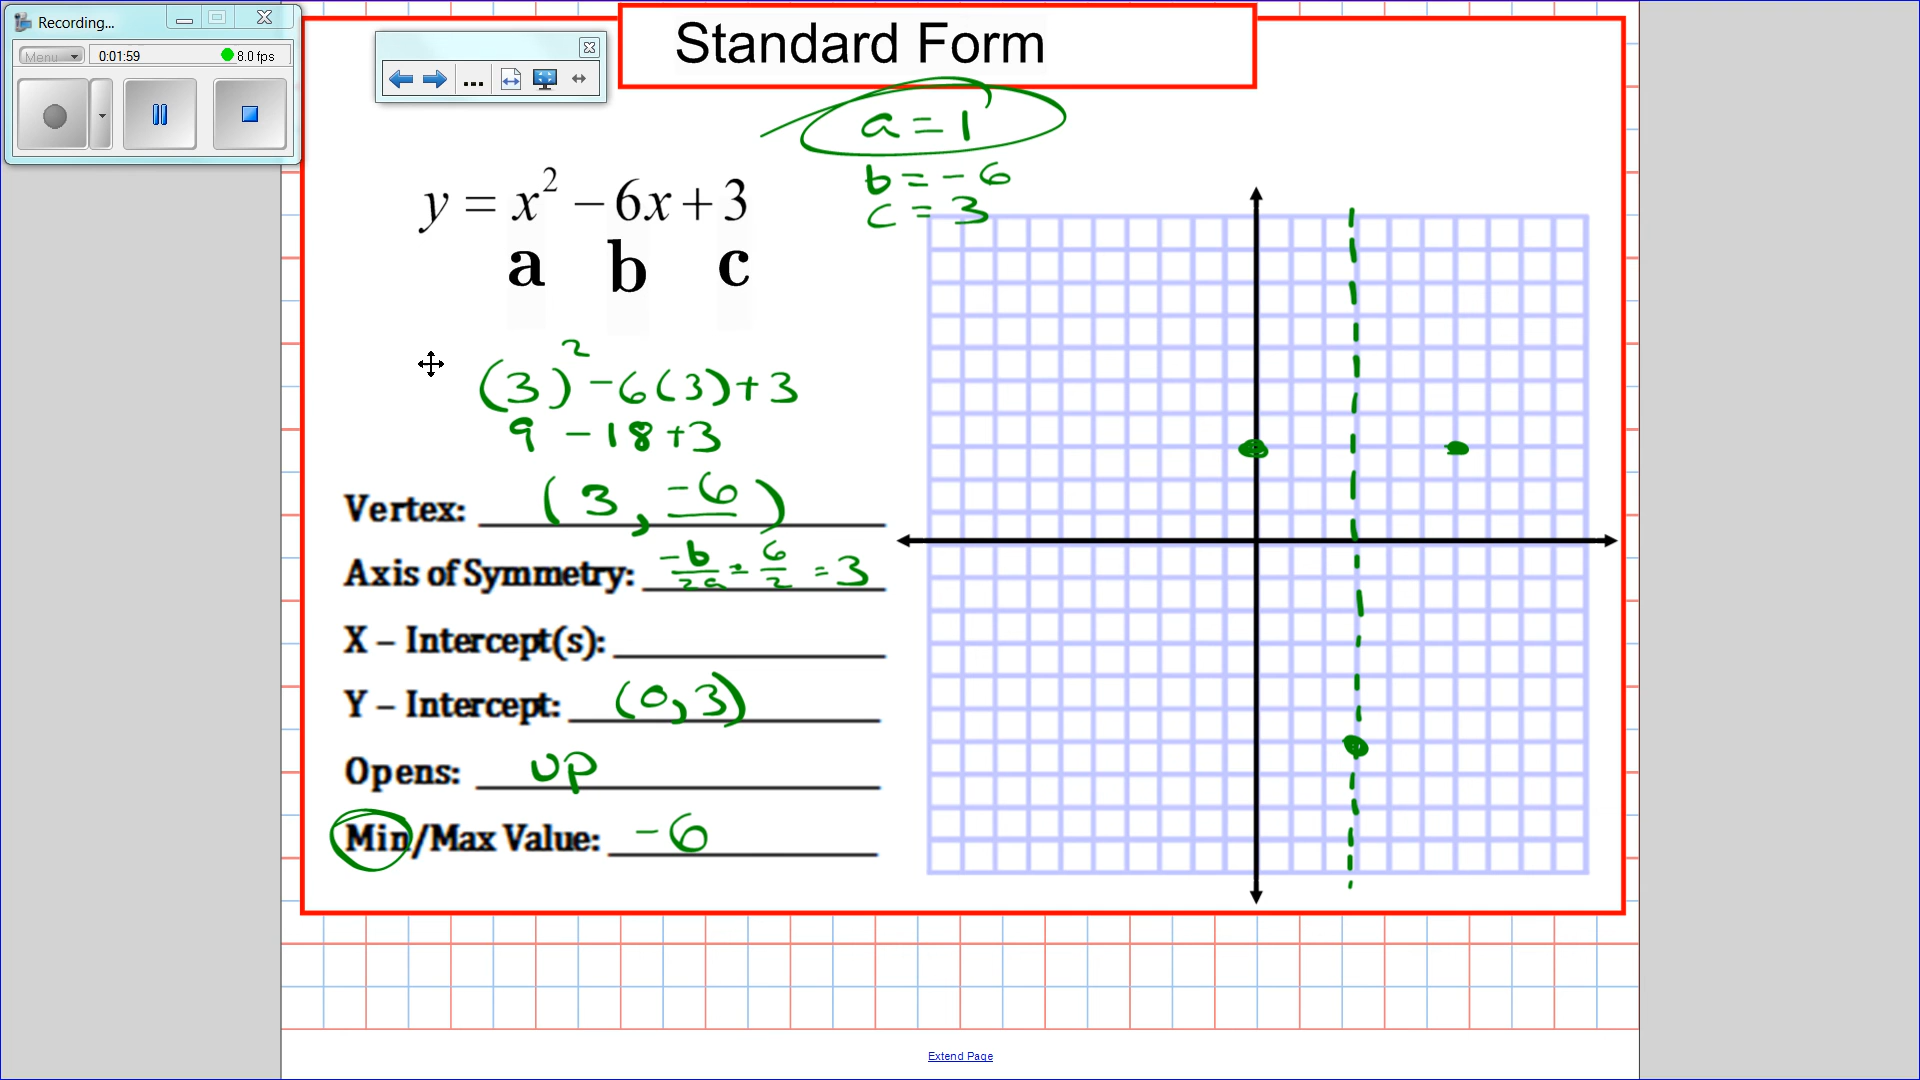 Recording...
Menu
0:01:59
8.0 fps
...
Standard Form
a = 1
b = -6
c = 3
y = x² − 6x + 3
a b c
(3)² - 6(3) + 3
9 - 18 + 3
Vertex: (3, -6)
Axis of Symmetry: -b/2a = 6/2 = 3
X – Intercept(s):
Y – Intercept: (0, 3)
Opens: up
Min/Max Value: -6
Extend Page